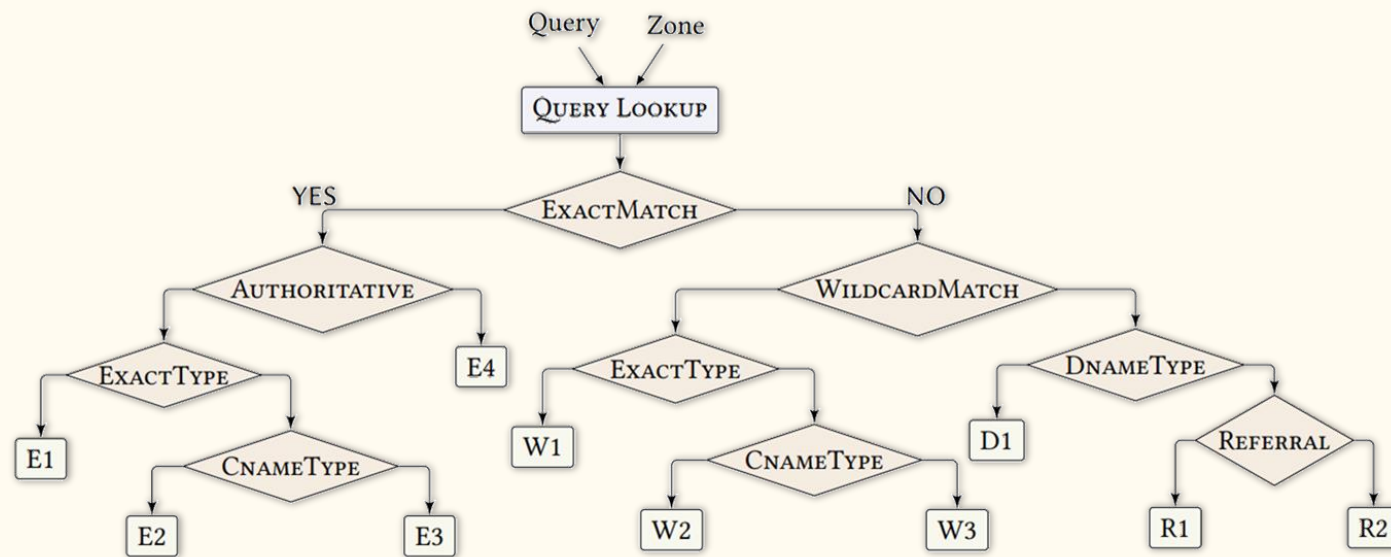 Query Zone
QUERY LOOKUP
YES
NO
EXACTMATCH
AUTHORITATIVE
WILDCARDMATCH
EXACTTYPE
E4
EXACTTYPE
DNAMETYPE
E1
CNAMETYPE
W1
CNAMETYPE
D1
REFERRAL
E2
E3
W2
W3
R1
R2